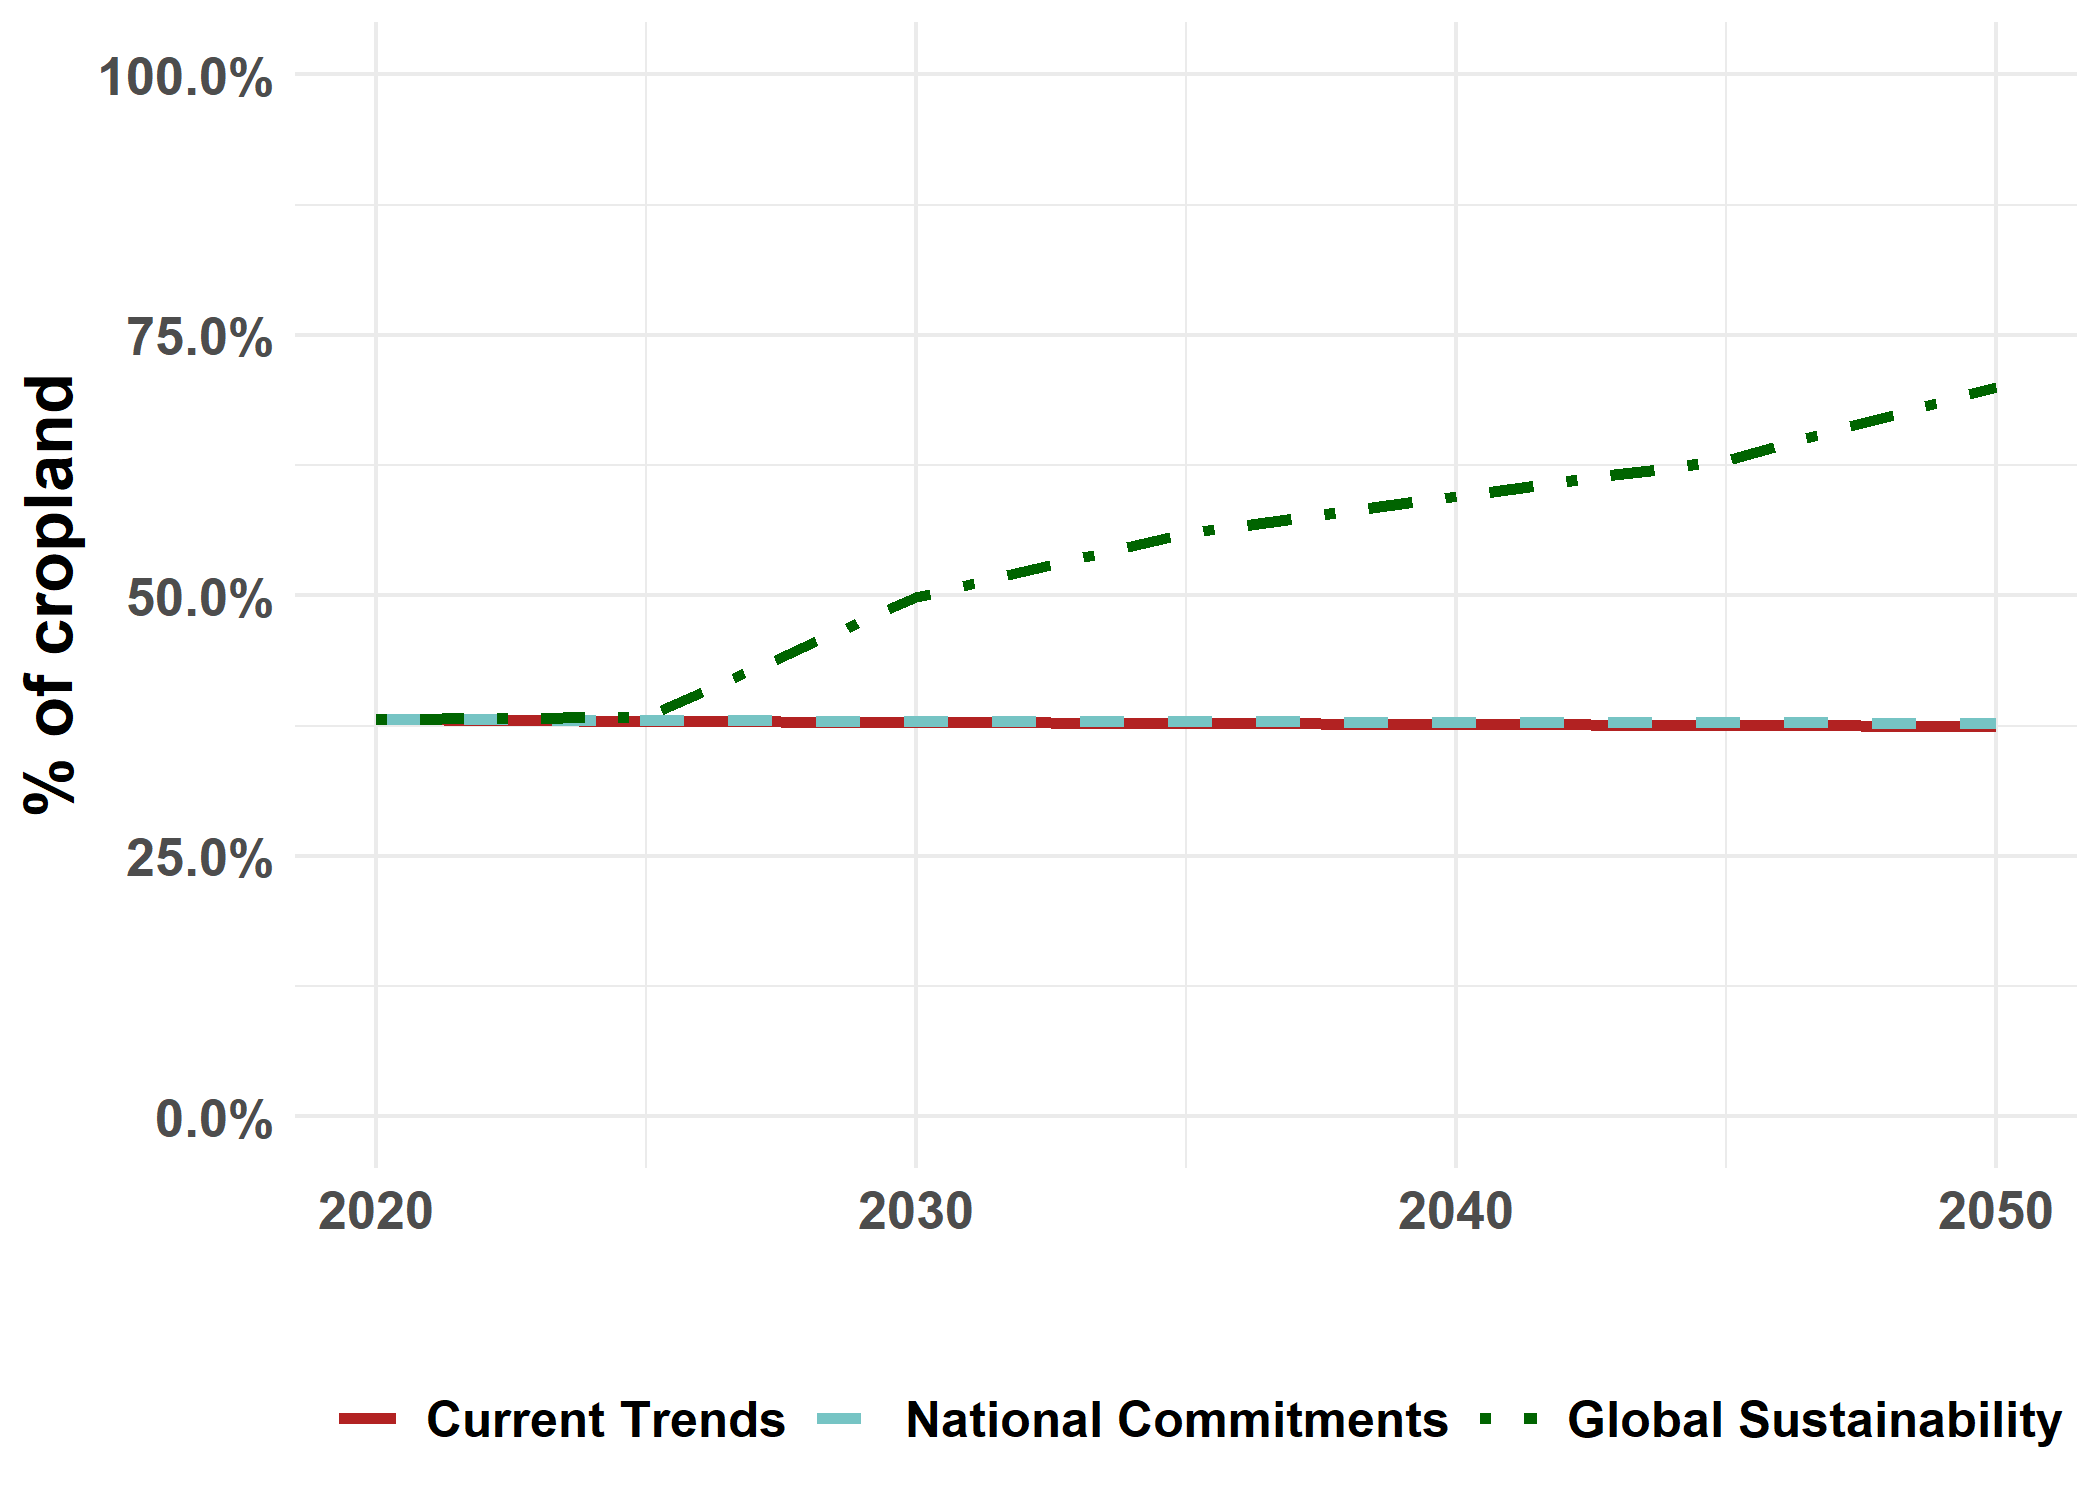 100.0%
75.0%
50.0%
25.0%
0.0%
% of cropland
2020 2030 2040 2050
Current Trends National Commitments Global Sustainability